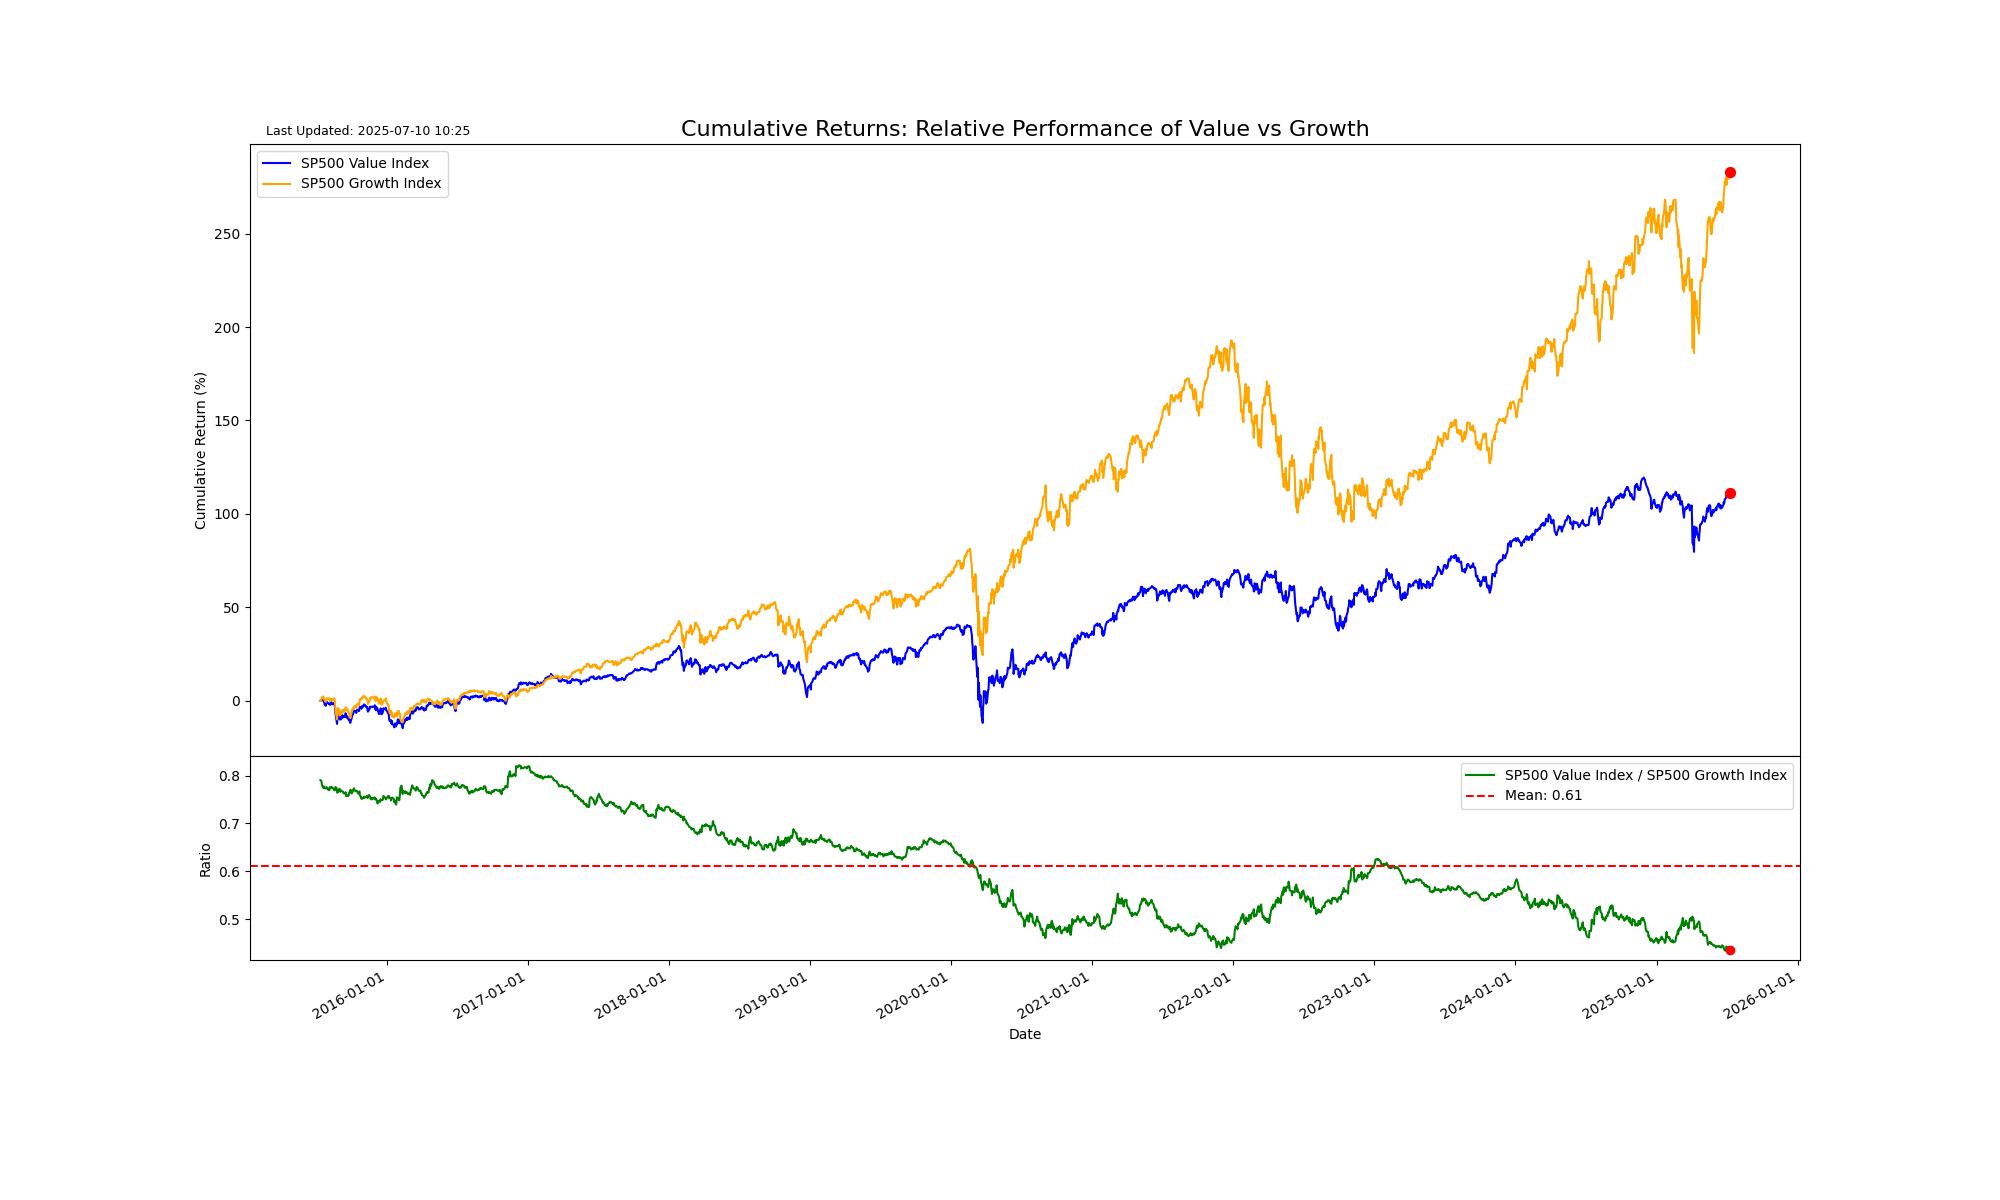 Last Updated: 2025-07-10 10:25
Cumulative Returns: Relative Performance of Value vs Growth
SP500 Value Index
SP500 Growth Index
Cumulative Return (%)
250
200
150
100
50
0
SP500 Value Index / SP500 Growth Index
Mean: 0.61
Ratio
0.8
0.7
0.6
0.5
2016-01-01
2017-01-01
2018-01-01
2019-01-01
2020-01-01
2021-01-01
2022-01-01
2023-01-01
2024-01-01
2025-01-01
2026-01-01
Date